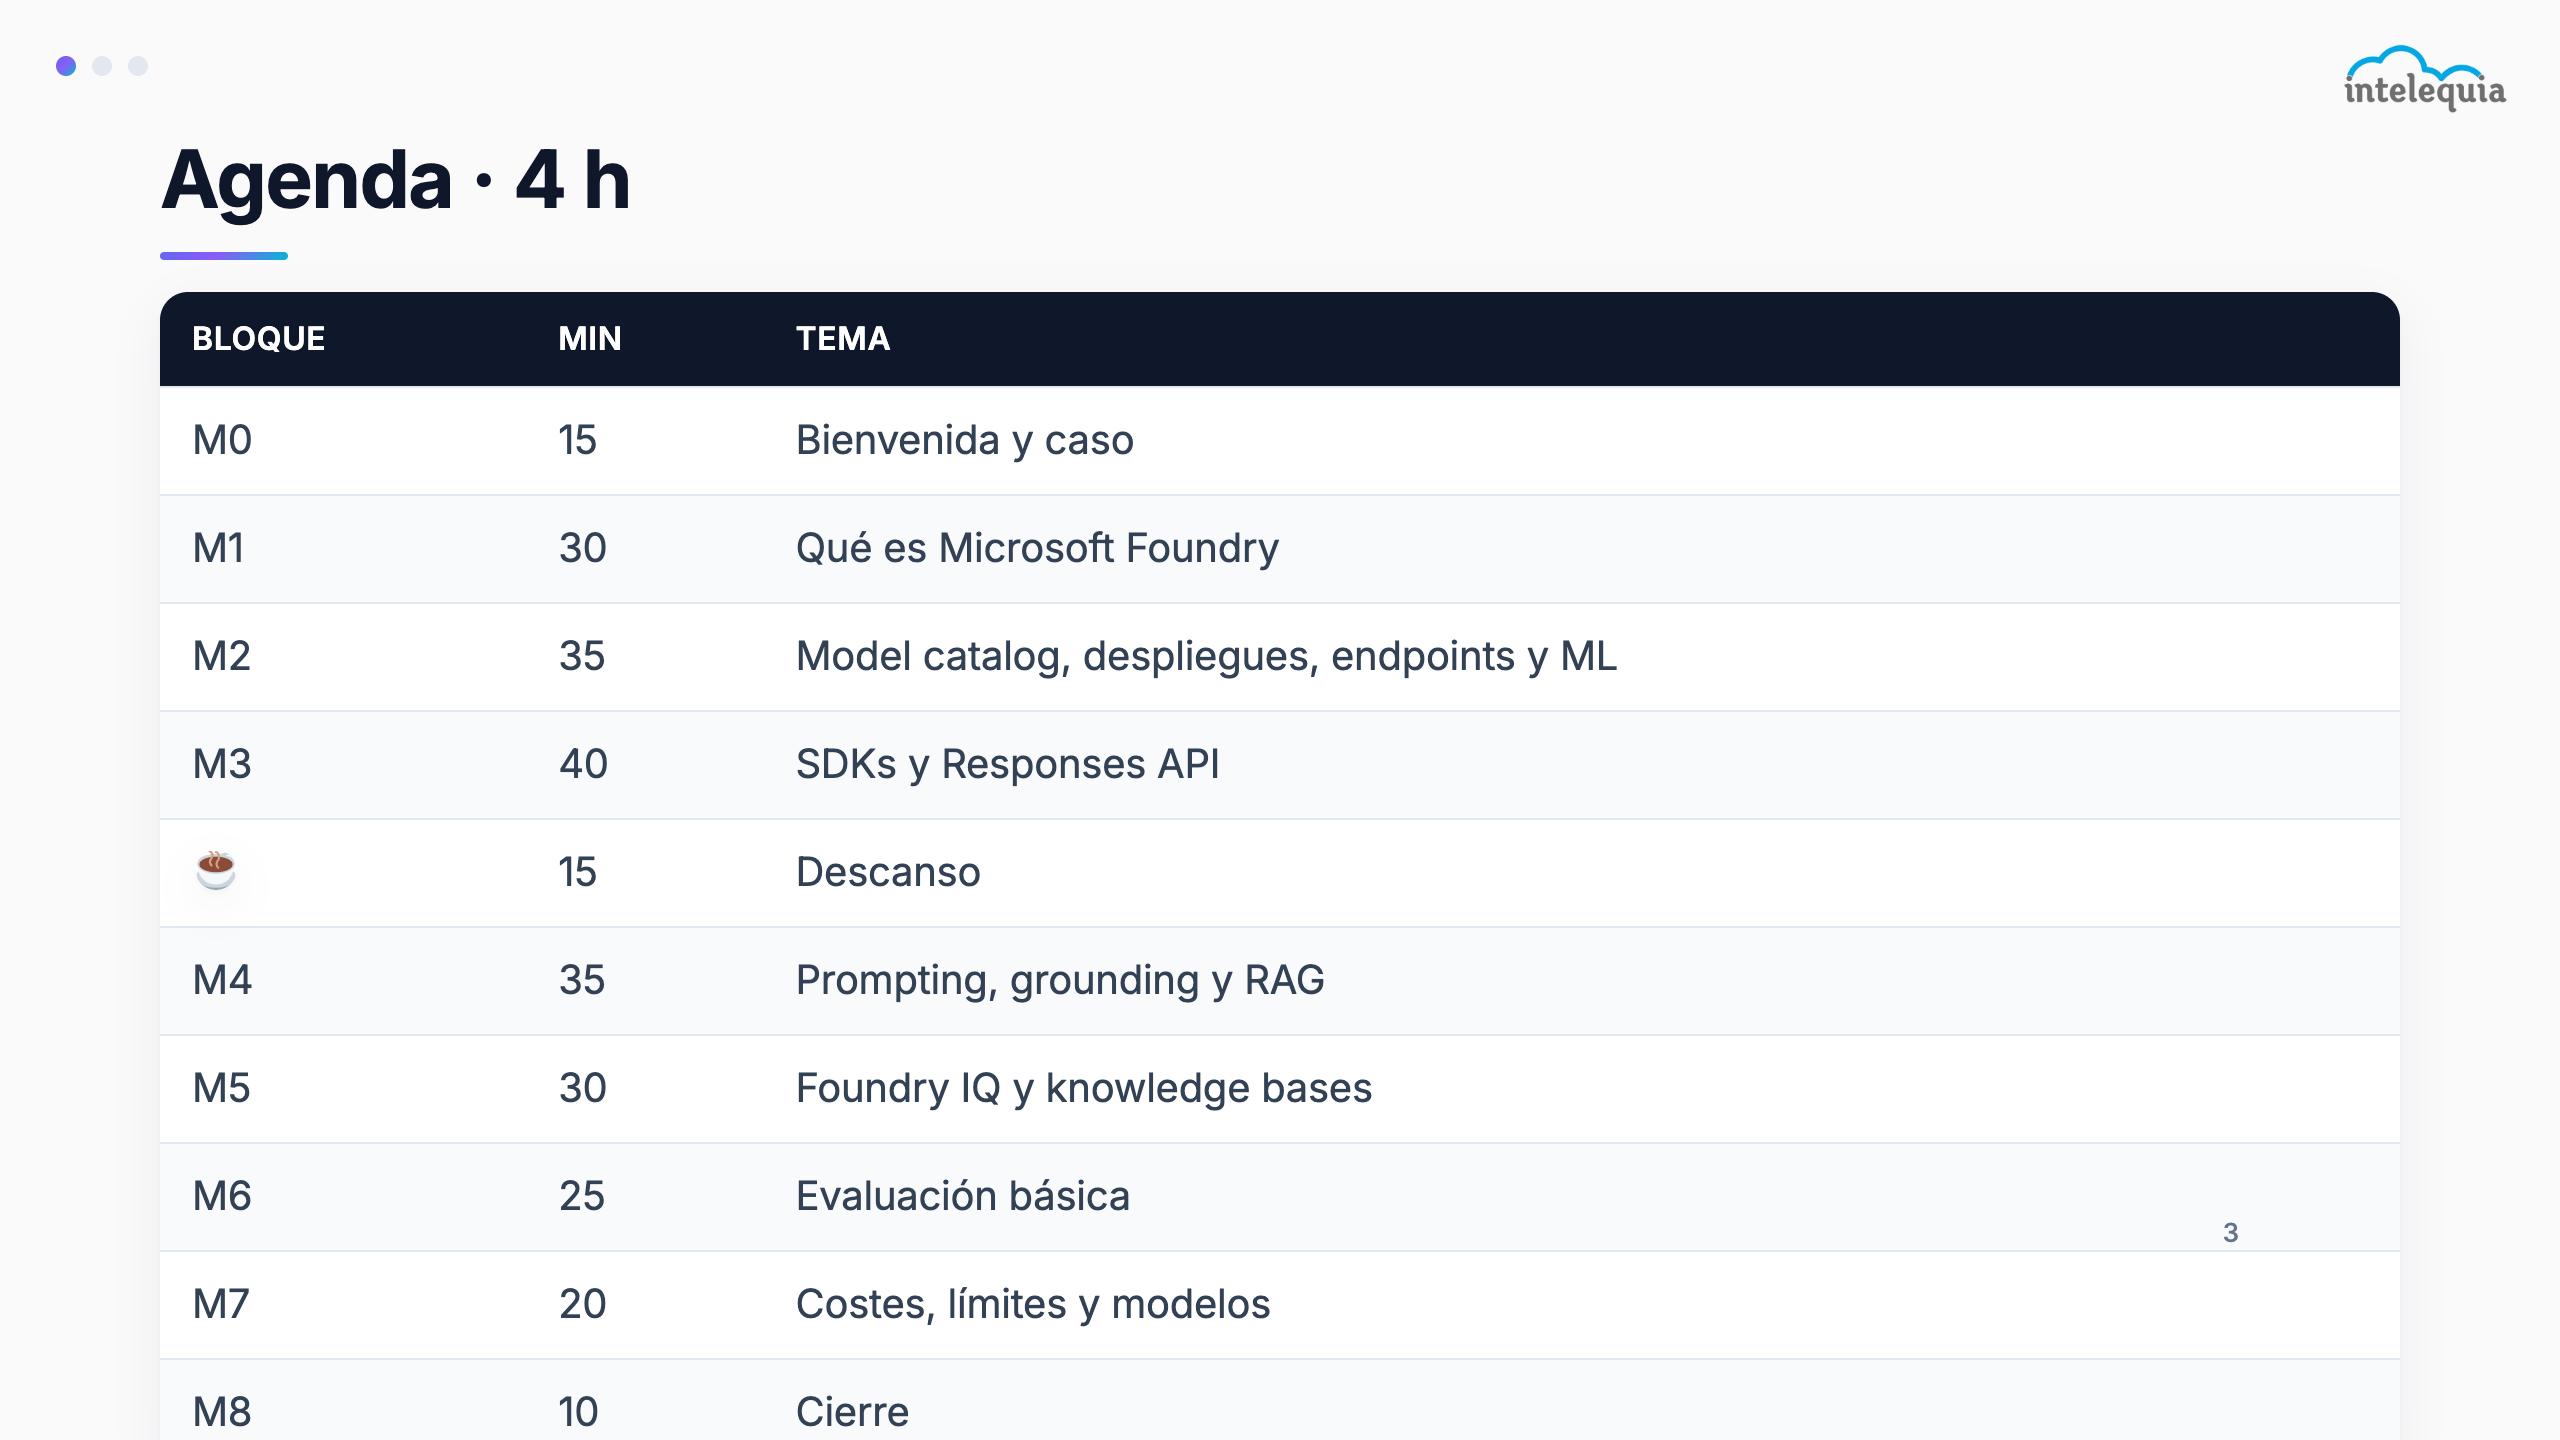 intelequia
Agenda · 4 h
BLOQUE MIN TEMA
M0 15 Bienvenida y caso
M1 30 Qué es Microsoft Foundry
M2 35 Model catalog, despliegues, endpoints y ML
M3 40 SDKs y Responses API
☕ 15 Descanso
M4 35 Prompting, grounding y RAG
M5 30 Foundry IQ y knowledge bases
M6 25 Evaluación básica
3
M7 20 Costes, límites y modelos
M8 10 Cierre